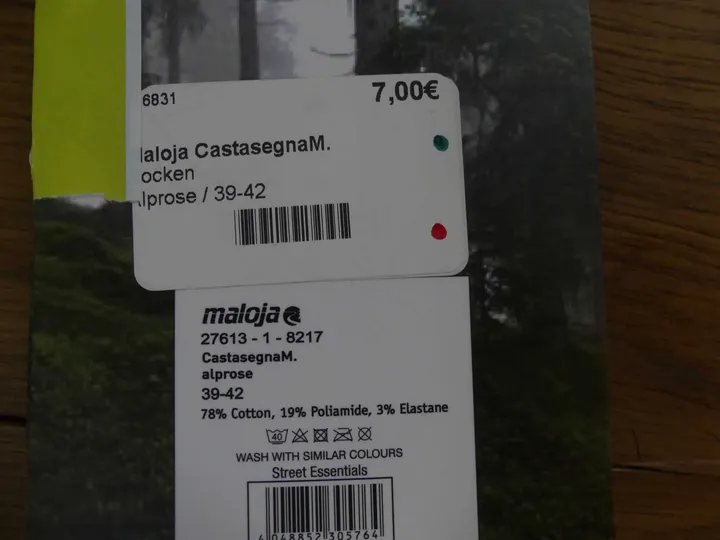 6831
7,00€
aloja CastasegnaM.
ocken
lprose / 39-42
maloja
27613 - 1 - 8217
CastasegnaM.
alprose
39-42
78% Cotton, 19% Poliamide, 3% Elastane
40
WASH WITH SIMILAR COLOURS
Street Essentials
4 048852 305764